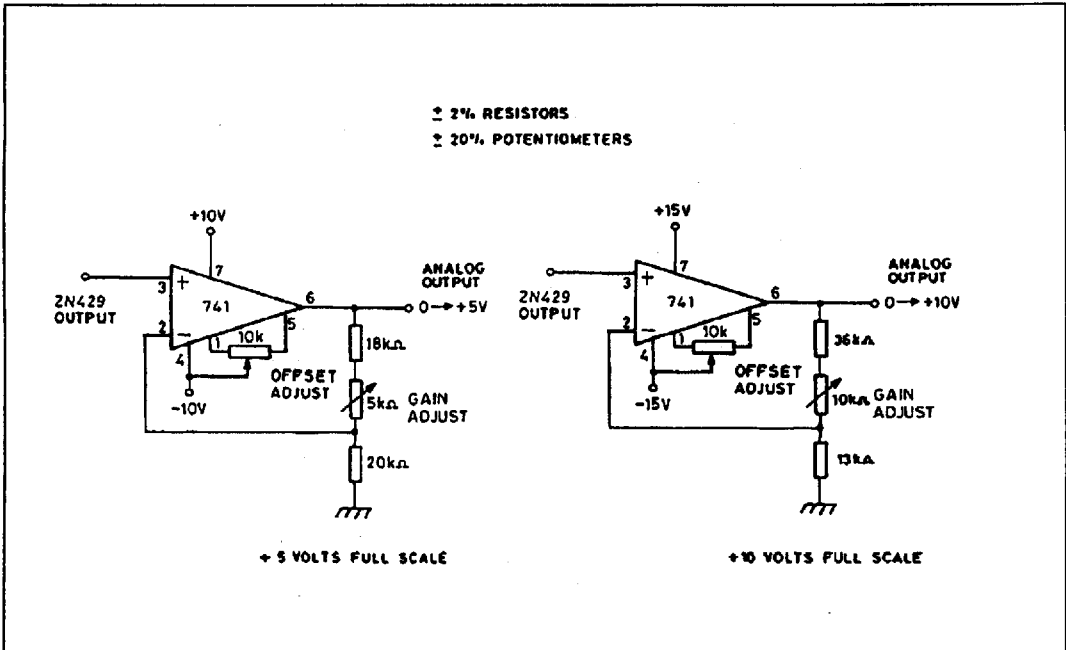 ± 2% RESISTORS
± 20% POTENTIOMETERS
+10V
7
+
3
ZN429
OUTPUT
741
6
ANALOG
OUTPUT
0→+5V
2
−
1
10k
5
4
OFFSET
ADJUST
-10V
18kΩ
5kΩ GAIN
ADJUST
20kΩ
+ 5 VOLTS FULL SCALE
+15V
7
+
3
ZN429
OUTPUT
741
6
ANALOG
OUTPUT
0→+10V
2
−
1
10k
5
4
OFFSET
ADJUST
-15V
36kΩ
10kΩ GAIN
ADJUST
13kΩ
+10 VOLTS FULL SCALE